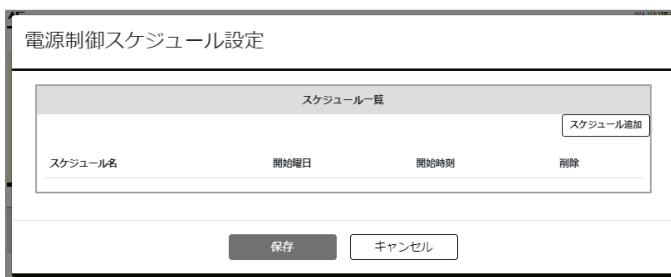 電源制御スケジュール設定
スケジュール一覧
スケジュール追加
スケジュール名 開始曜日 開始時刻 削除
保存 キャンセル